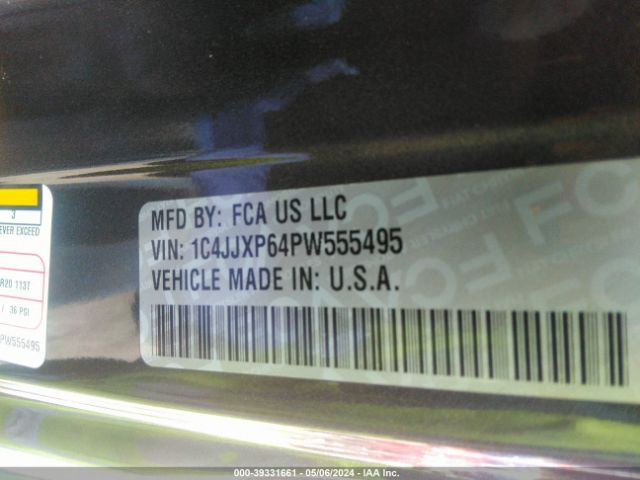 MFD BY: FCA US LLC
VIN: 1C4JJXP64PW555495
VEHICLE MADE IN: U.S.A.
3
EVER EXCEED
R20 113T
/ 36 PSI
PW555495
000-39331661 - 05/06/2024 - IAA Inc.